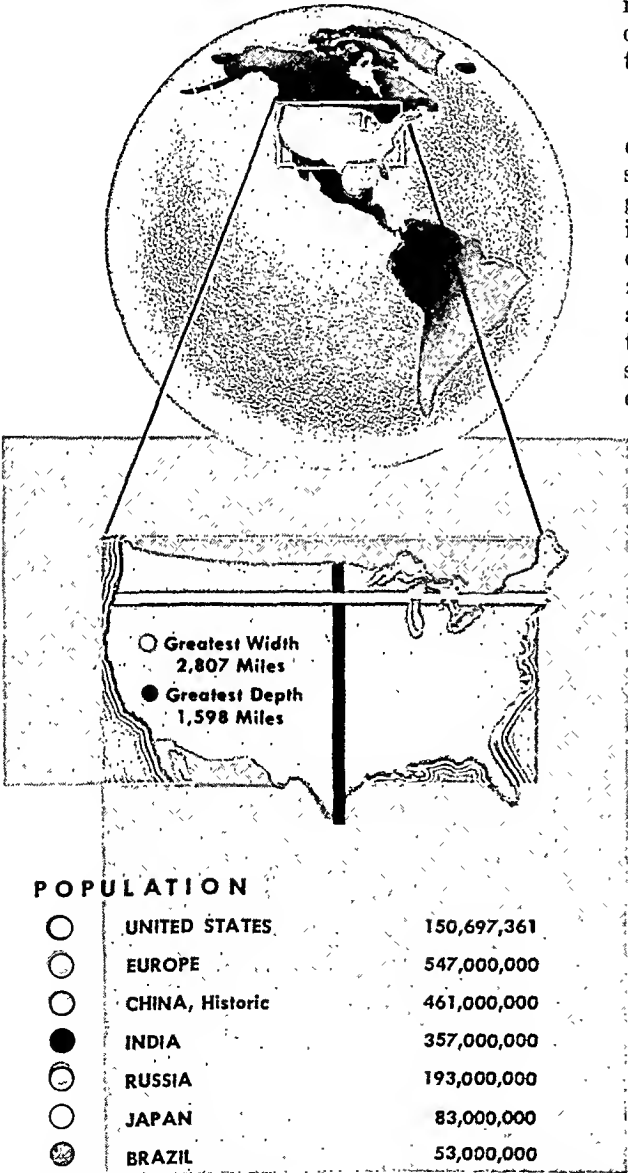 Greatest Width
2,807 Miles
Greatest Depth
1,598 Miles
POPULATION
UNITED STATES 150,697,361
EUROPE 547,000,000
CHINA, Historic 461,000,000
INDIA 357,000,000
RUSSIA 193,000,000
JAPAN 83,000,000
BRAZIL 53,000,000